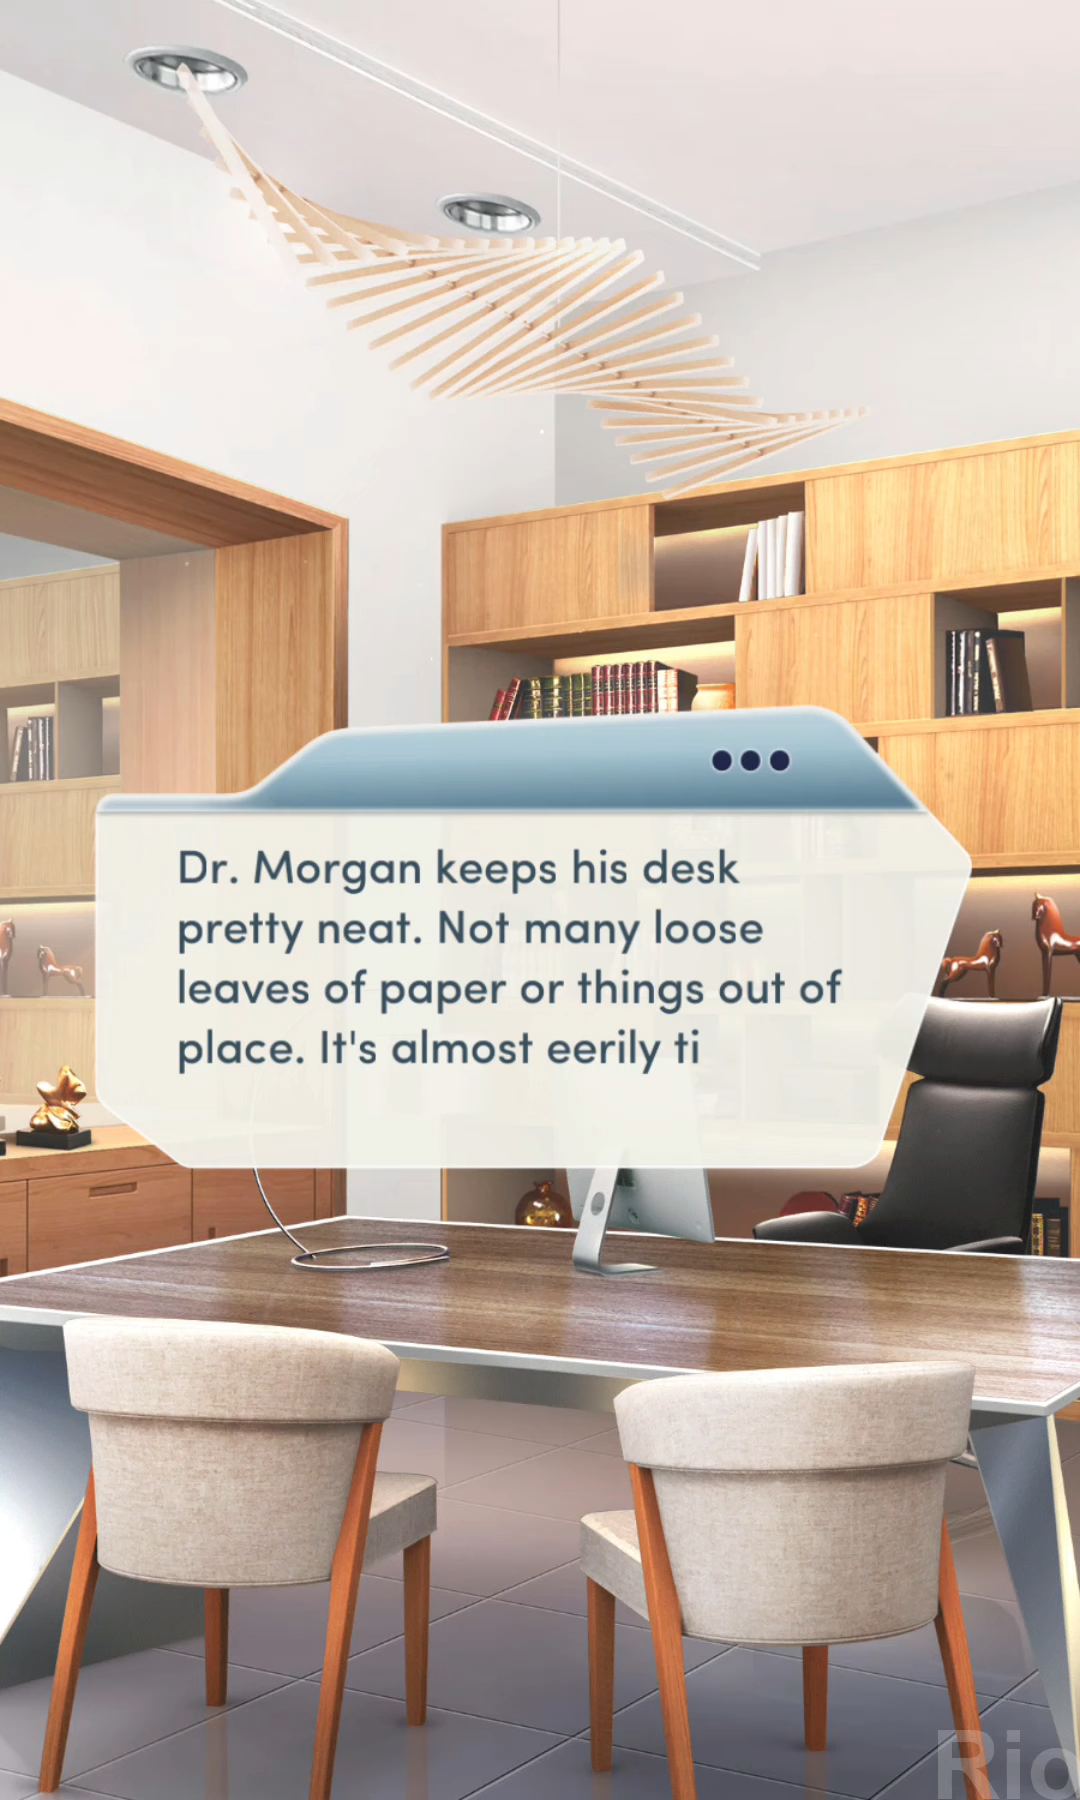 Dr. Morgan keeps his desk
pretty neat. Not many loose
leaves of paper or things out of
place. It's almost eerily ti